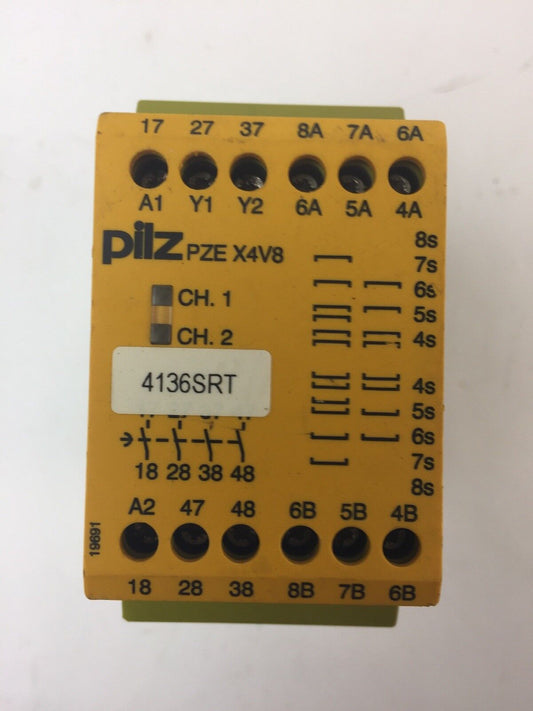 17 27 37 8A 7A 6A
A1 Y1 Y2 6A 5A 4A
pilz PZE X4V8
8s
7s
6s
CH. 1
5s
CH. 2
4s
4136SRT
4s
5s
6s
18 28 38 48
7s
8s
A2 47 48 6B 5B 4B
19691
18 28 38 8B 7B 6B